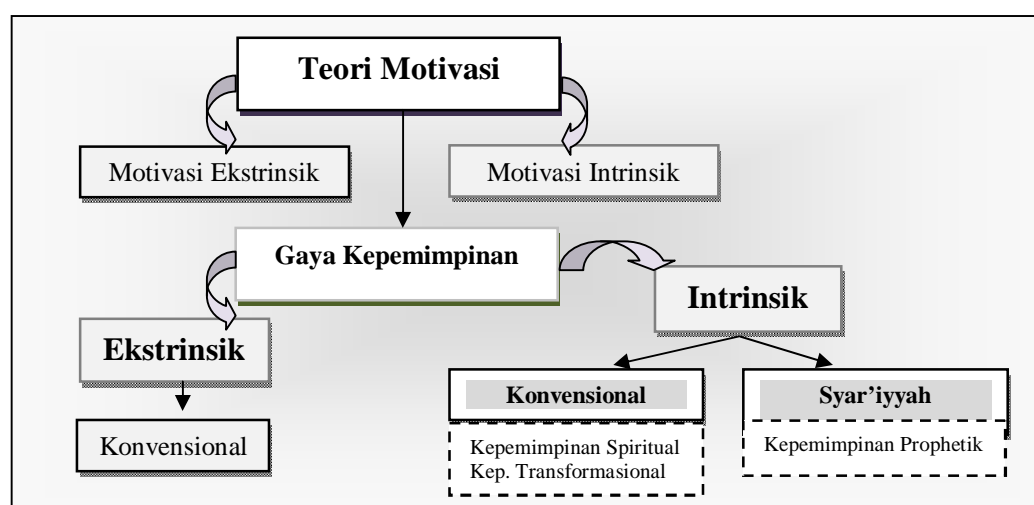 Teori Motivasi
Motivasi Ekstrinsik
Motivasi Intrinsik
Gaya Kepemimpinan
Intrinsik
Ekstrinsik
Konvensional
Syar’iyyah
Konvensional
Kepemimpinan Spiritual
Kep. Transformasional
Kepemimpinan Prophetik